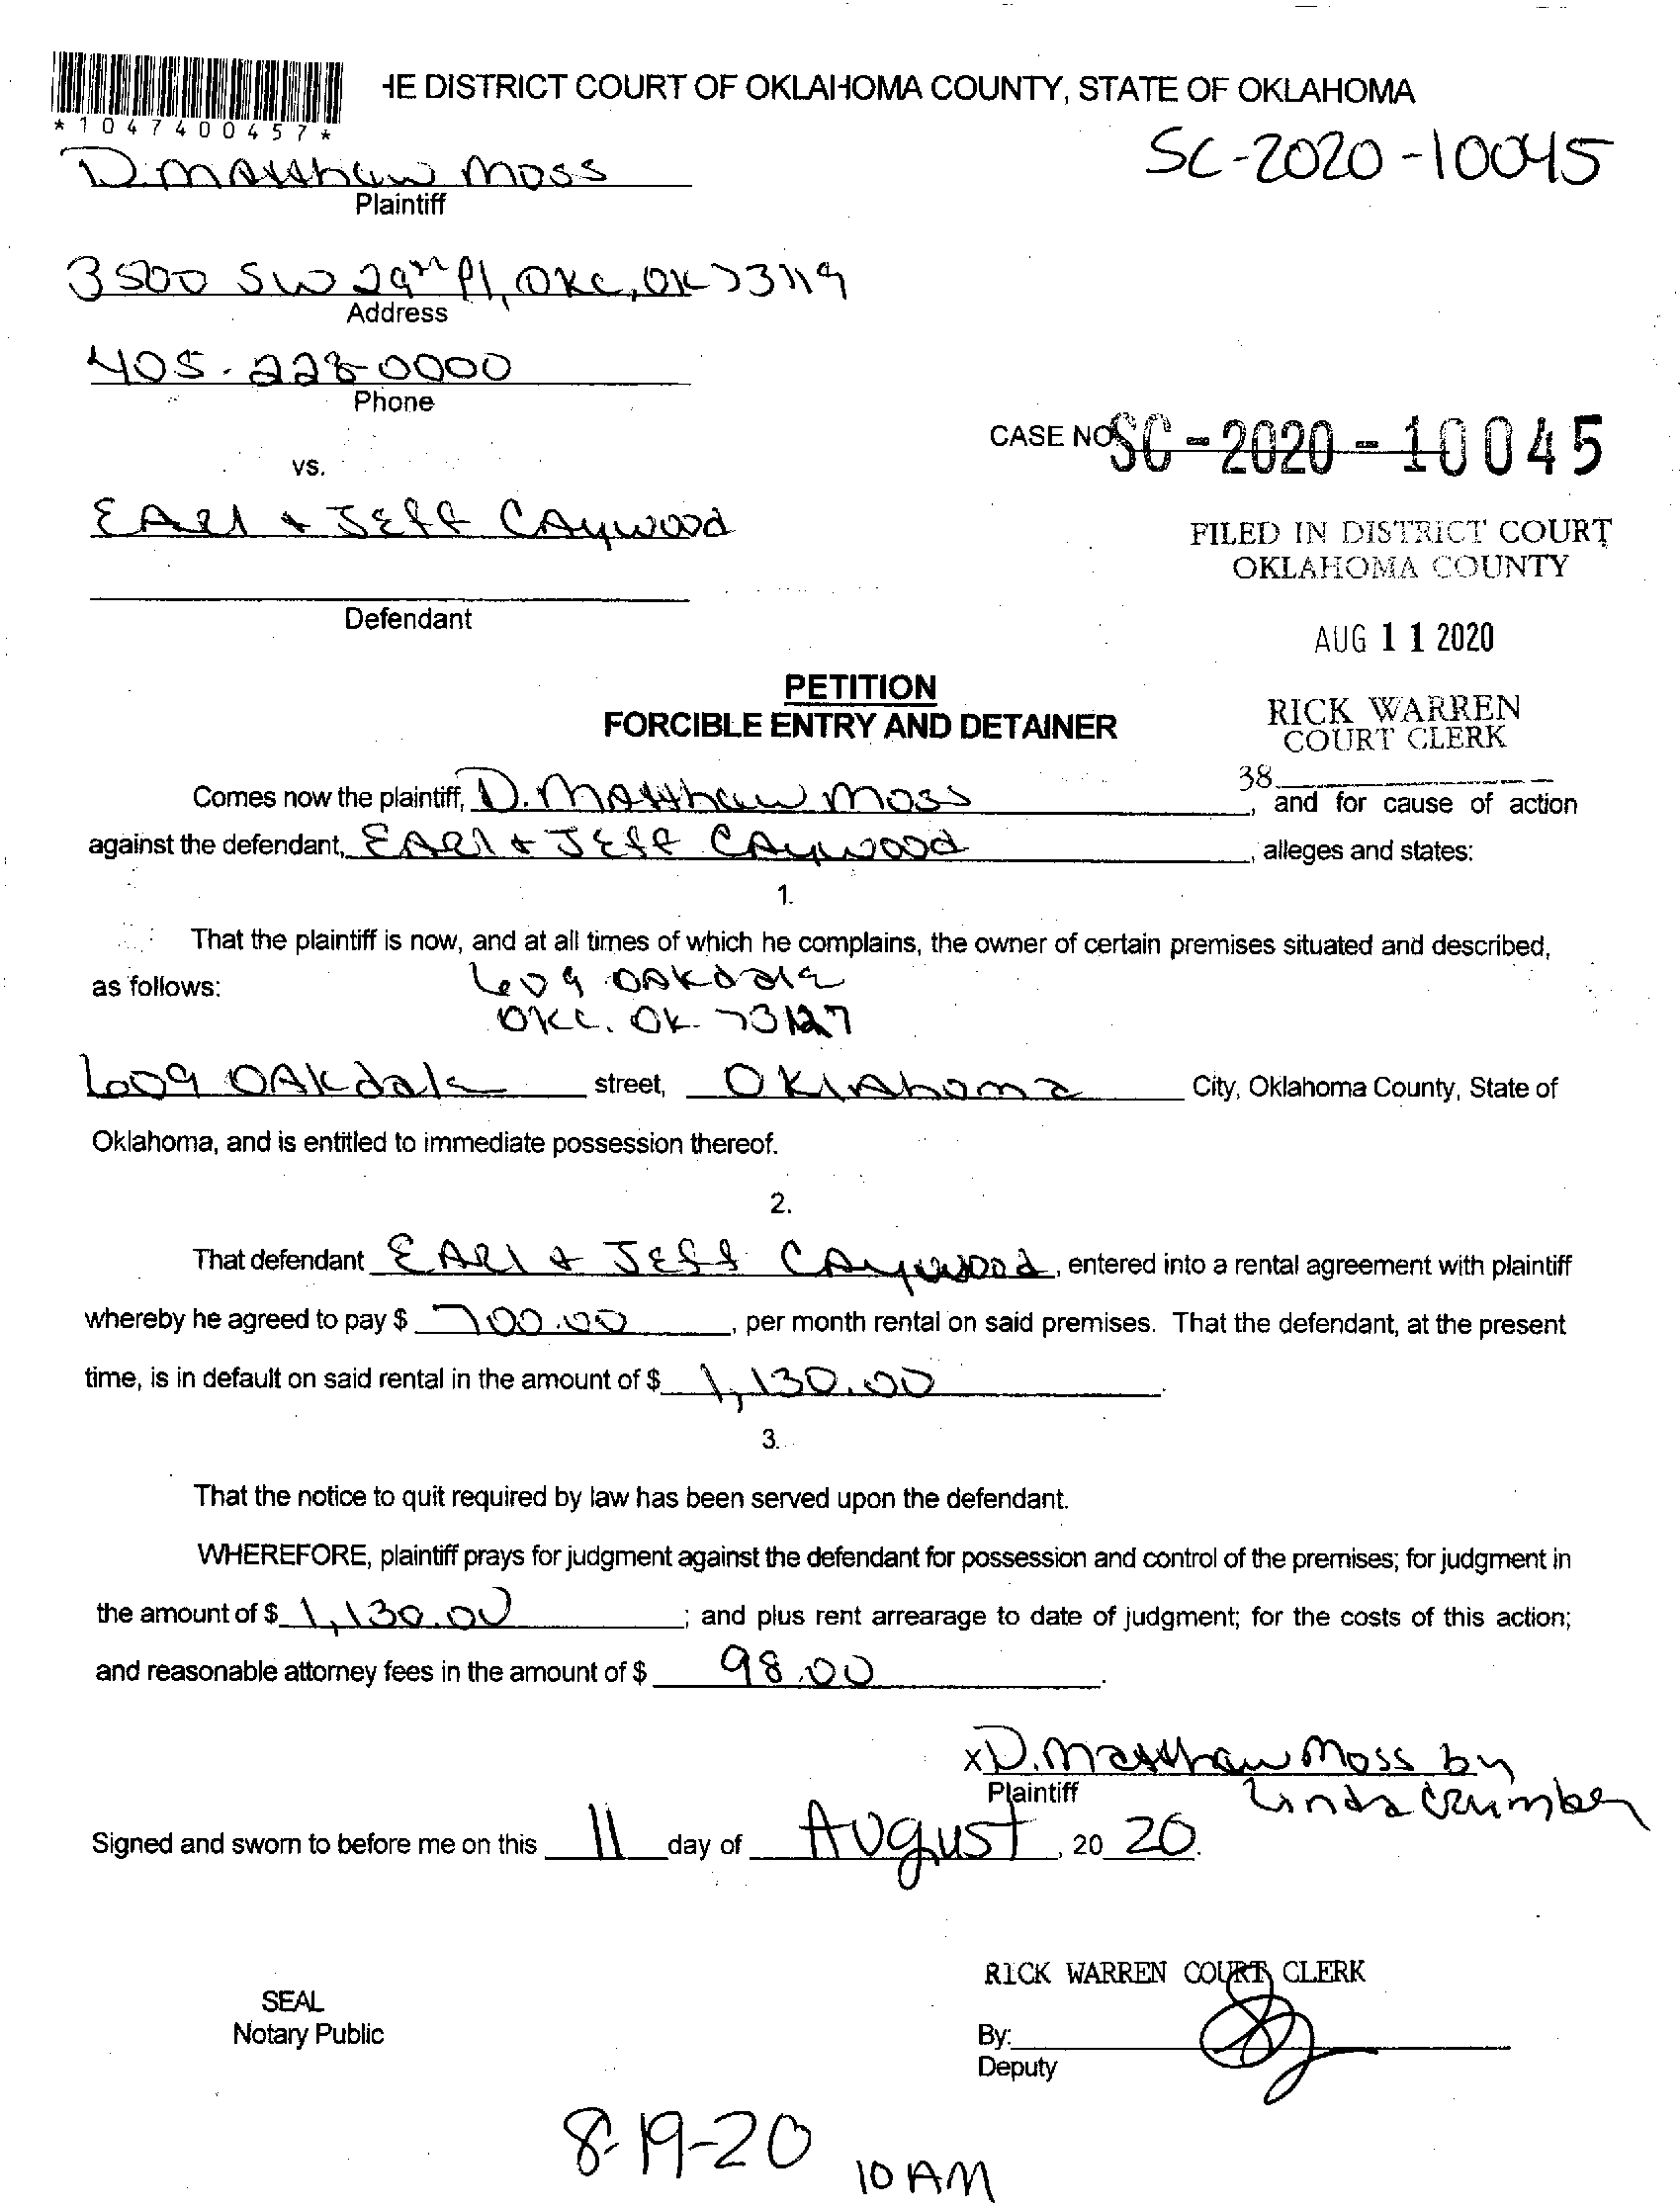 HE DISTRICT COURT OF OKLAHOMA COUNTY, STATE OF OKLAHOMA
*1047400457*
SC-2020-10045
D. Matthew Moss
Plaintiff
3500 SW 29th Pl, OKC, OK 73119
Address
405-228-0000
Phone
CASE NO SC-2020-10045
vs.
EARl + JEff CAywood
FILED IN DISTRICT COURT
OKLAHOMA COUNTY
Defendant
AUG 11 2020
PETITION
FORCIBLE ENTRY AND DETAINER
RICK WARREN
COURT CLERK
38
Comes now the plaintiff, D. Matthew Moss, and for cause of action
against the defendant, EARl + JEff CAywood, alleges and states:
1.
That the plaintiff is now, and at all times of which he complains, the owner of certain premises situated and described,
as follows: 609 OAKdale
OKC. OK. 73127
609 OAKdale street, OKlAhoma City, Oklahoma County, State of
Oklahoma, and is entitled to immediate possession thereof.
2.
That defendant EARl + JEff CAywood, entered into a rental agreement with plaintiff
whereby he agreed to pay $ 700.00, per month rental on said premises. That the defendant, at the present
time, is in default on said rental in the amount of $ 1,130.00.
3.
That the notice to quit required by law has been served upon the defendant.
WHEREFORE, plaintiff prays for judgment against the defendant for possession and control of the premises; for judgment in
the amount of $ 1,130.00; and plus rent arrearage to date of judgment; for the costs of this action;
and reasonable attorney fees in the amount of $ 98.00.
x D. Matthew Moss by
Plaintiff Linda Crumbey
Signed and sworn to before me on this 11 day of August, 20 20.
RICK WARREN COURT CLERK
SEAL
Notary Public
By:
Deputy
8-19-20
10 AM